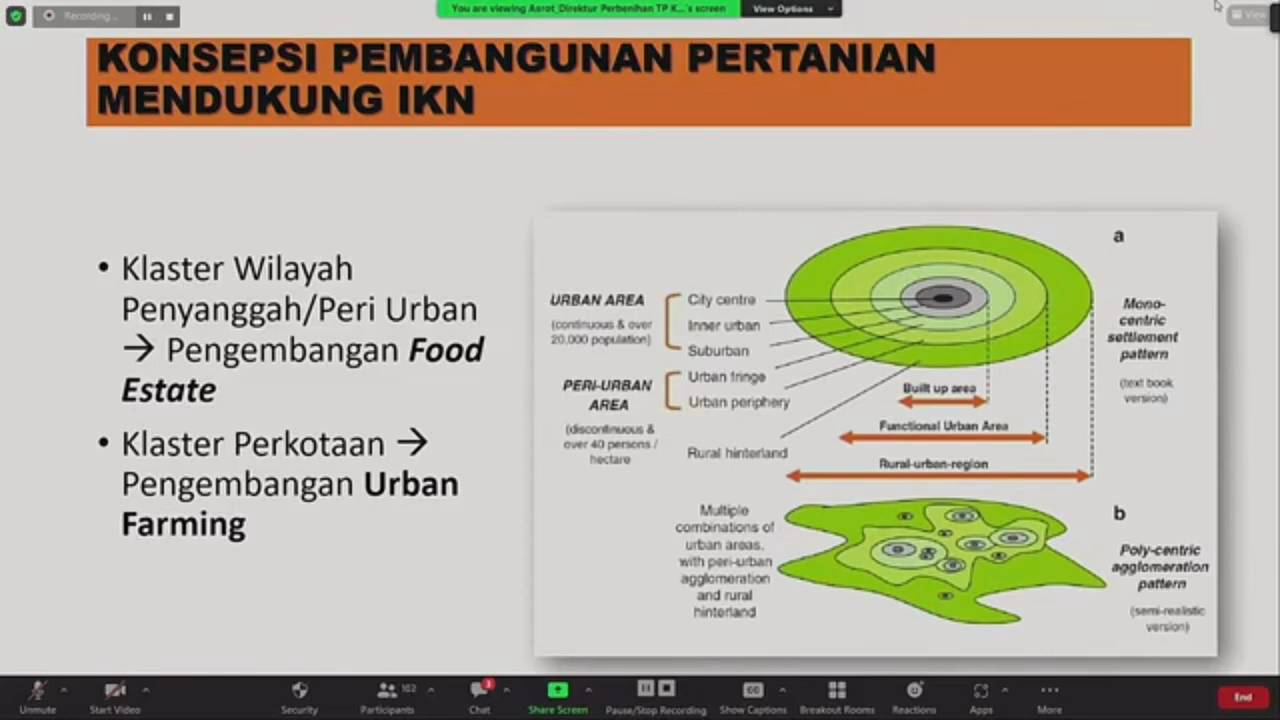 Recording...
You are viewing Asrot_Direktur Perbenihan TP K...'s screen
View Options
View
KONSEPSI PEMBANGUNAN PERTANIAN
MENDUKUNG IKN
• Klaster Wilayah
Penyanggah/Peri Urban
→ Pengembangan Food
Estate
• Klaster Perkotaan →
Pengembangan Urban
Farming
a
URBAN AREA
(continuous & over
20,000 population)
City centre
Inner urban
Suburban
PERI-URBAN
AREA
(discontinuous &
over 40 persons /
hectare
Urban fringe
Urban periphery
Rural hinterland
Built up area
Functional Urban Area
Rural-urban-region
Mono-
centric
settlement
pattern
(text book
version)
b
Multiple
combinations of
urban areas,
with peri-urban
agglomeration
and rural
hinterland
Poly-centric
agglomeration
pattern
(semi-realistic
version)
Unmute
Start Video
Security
102
Participants
3
Chat
Share Screen
Pause/Stop Recording
CC
Show Captions
Breakout Rooms
Reactions
Apps
More
End